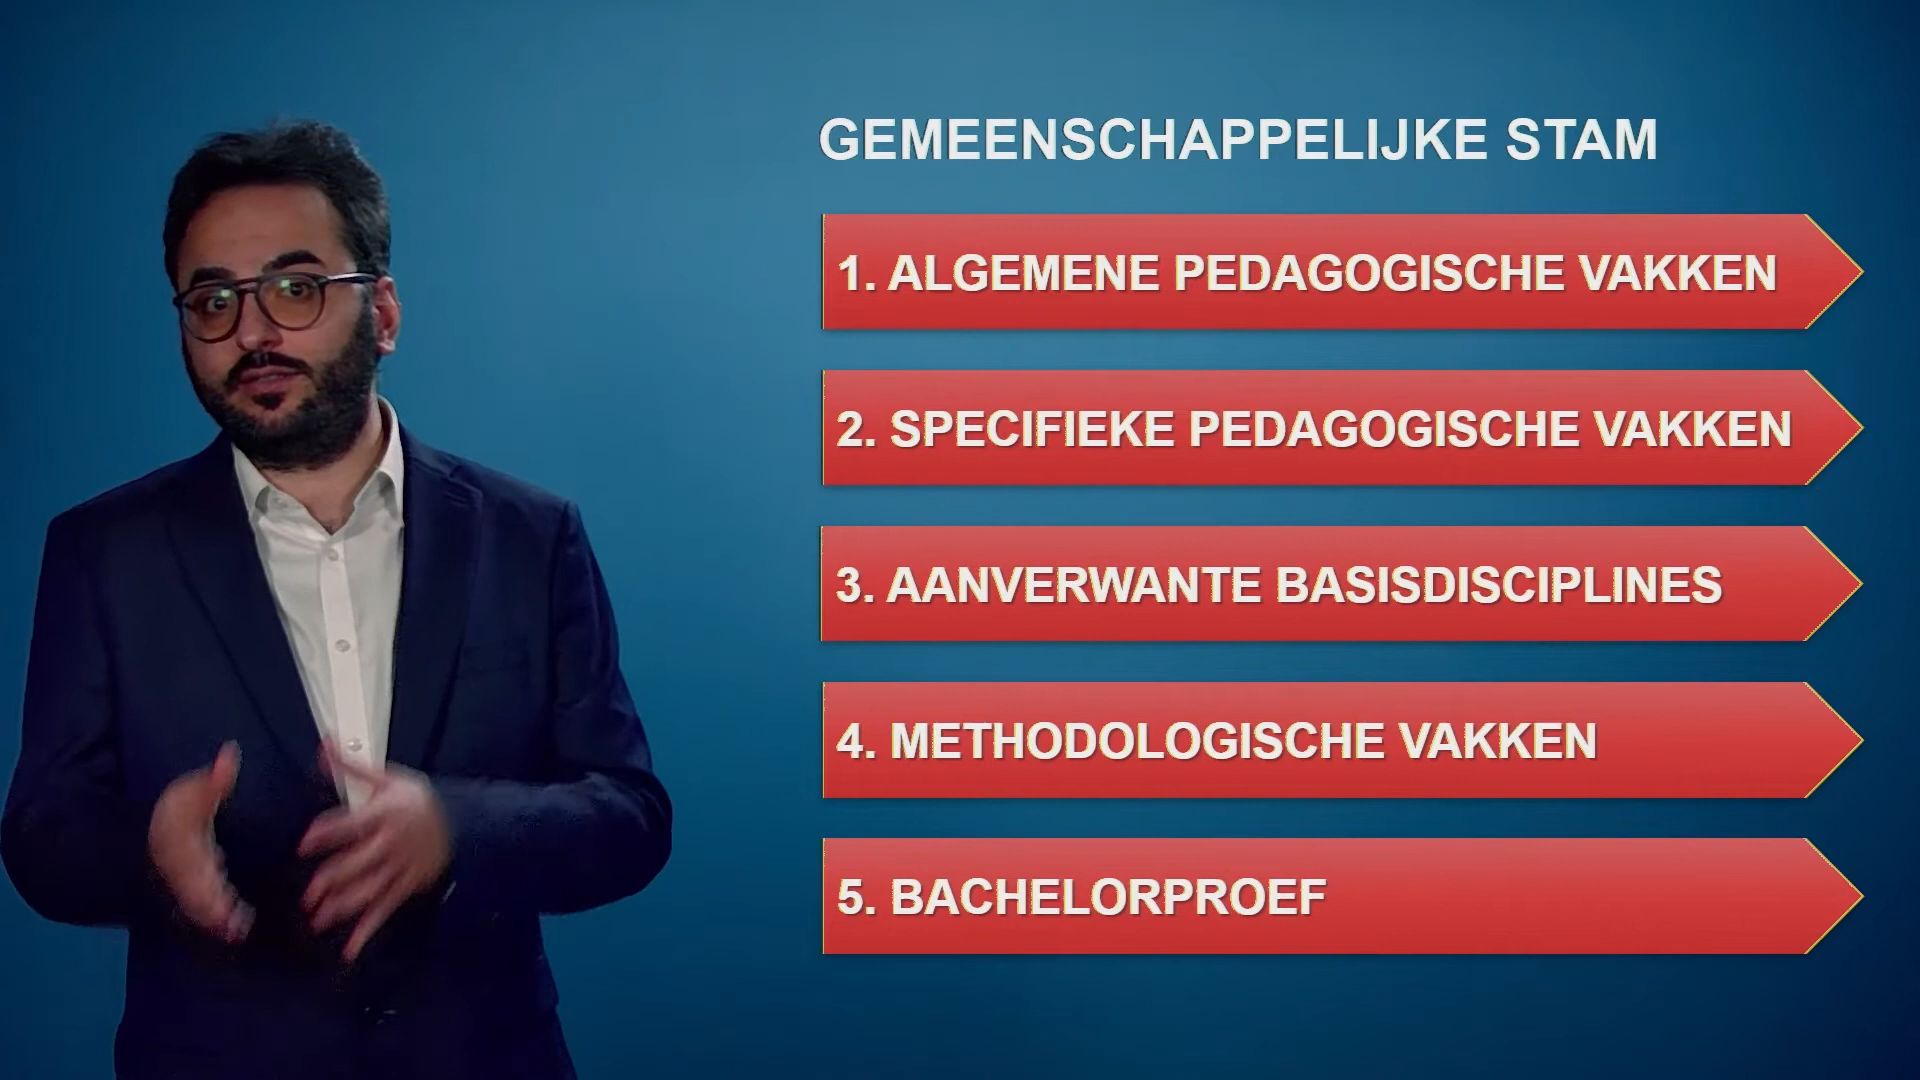 GEMEENSCHAPPELIJKE STAM
1. ALGEMENE PEDAGOGISCHE VAKKEN
2. SPECIFIEKE PEDAGOGISCHE VAKKEN
3. AANVERWANTE BASISDISCIPLINES
4. METHODOLOGISCHE VAKKEN
5. BACHELORPROEF